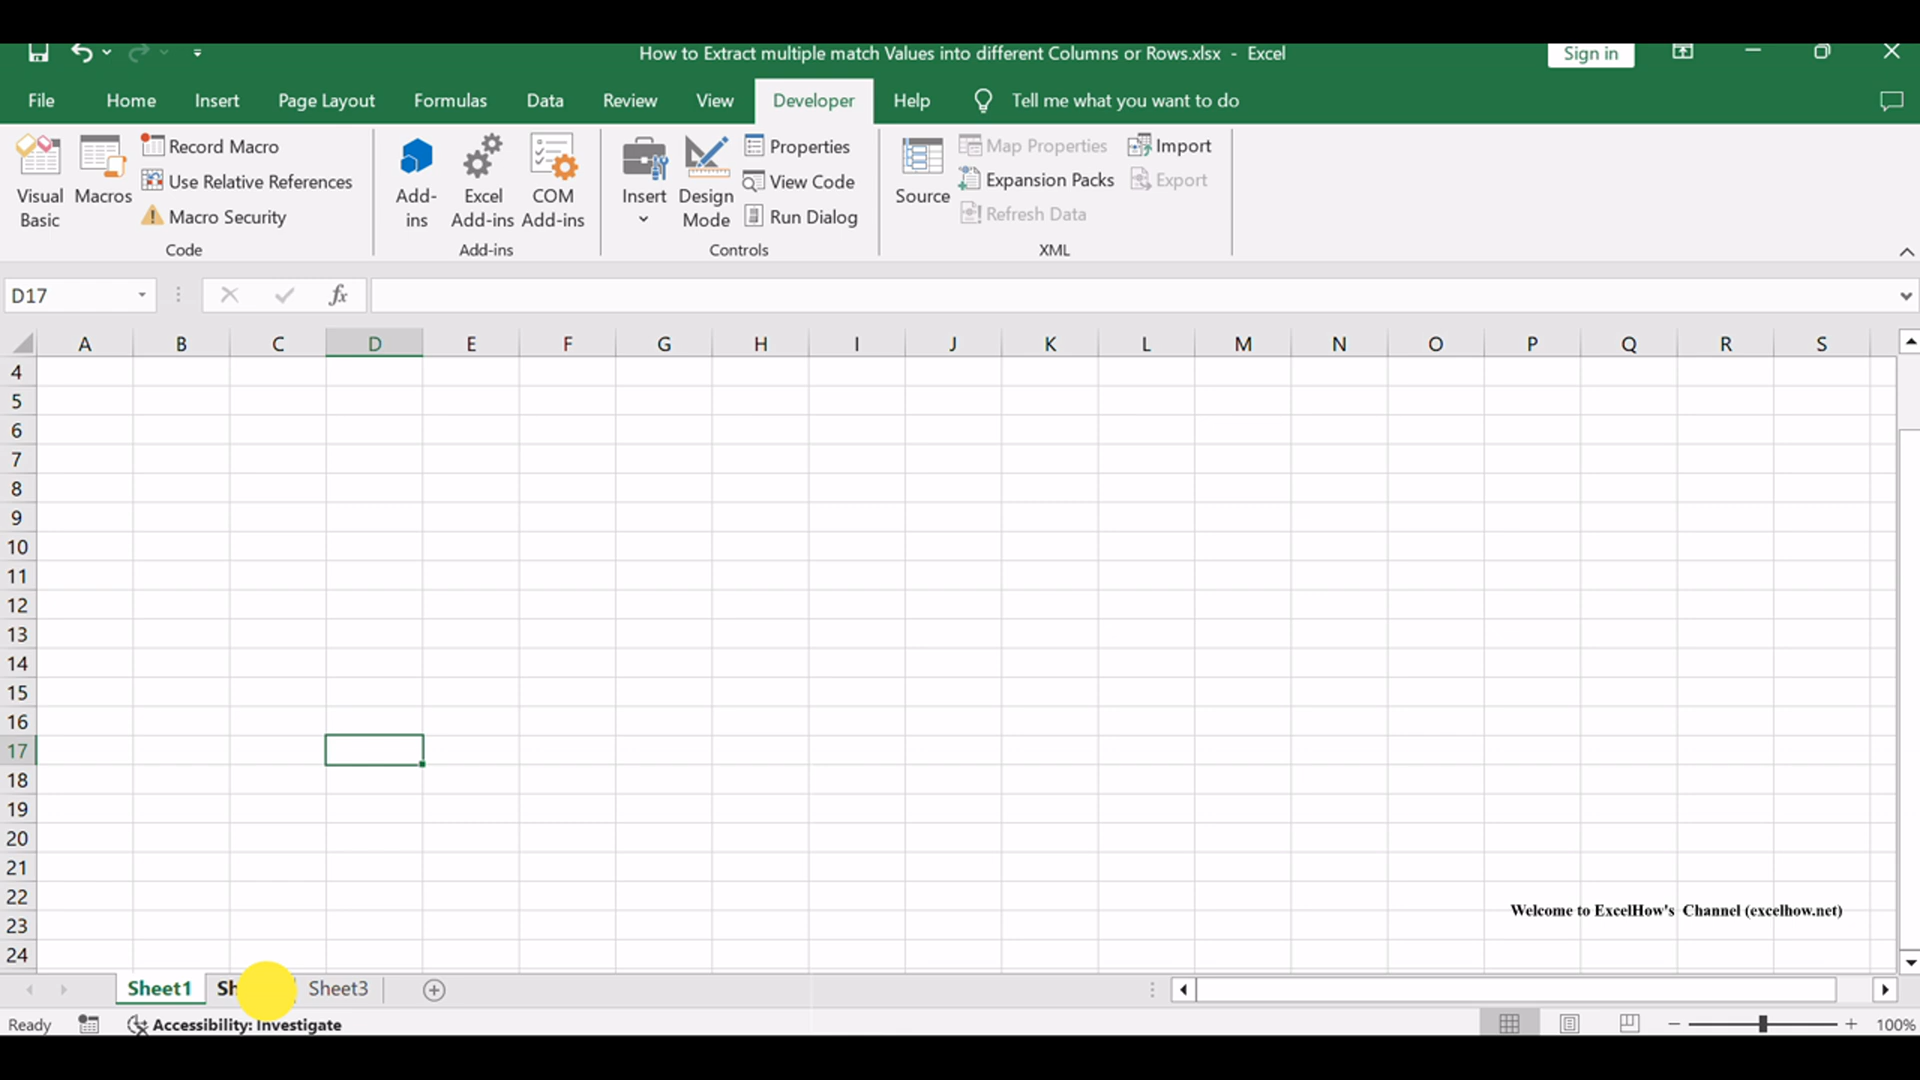 How to Extract multiple match Values into different Columns or Rows.xlsx - Excel
Sign in
File Home Insert Page Layout Formulas Data Review View Developer Help Tell me what you want to do
Visual Basic
Macros
Record Macro
Use Relative References
Macro Security
Code
Add-ins
Excel Add-ins
COM Add-ins
Add-ins
Insert
Design Mode
Properties
View Code
Run Dialog
Controls
Source
Map Properties
Expansion Packs
Refresh Data
Import
Export
XML
D17
fx
A B C D E F G H I J K L M N O P Q R S
4
5
6
7
8
9
10
11
12
13
14
15
16
17
18
19
20
21
22
23
24
Welcome to ExcelHow's Channel (excelhow.net)
Sheet1 Sh Sheet3
Ready Accessibility: Investigate 100%